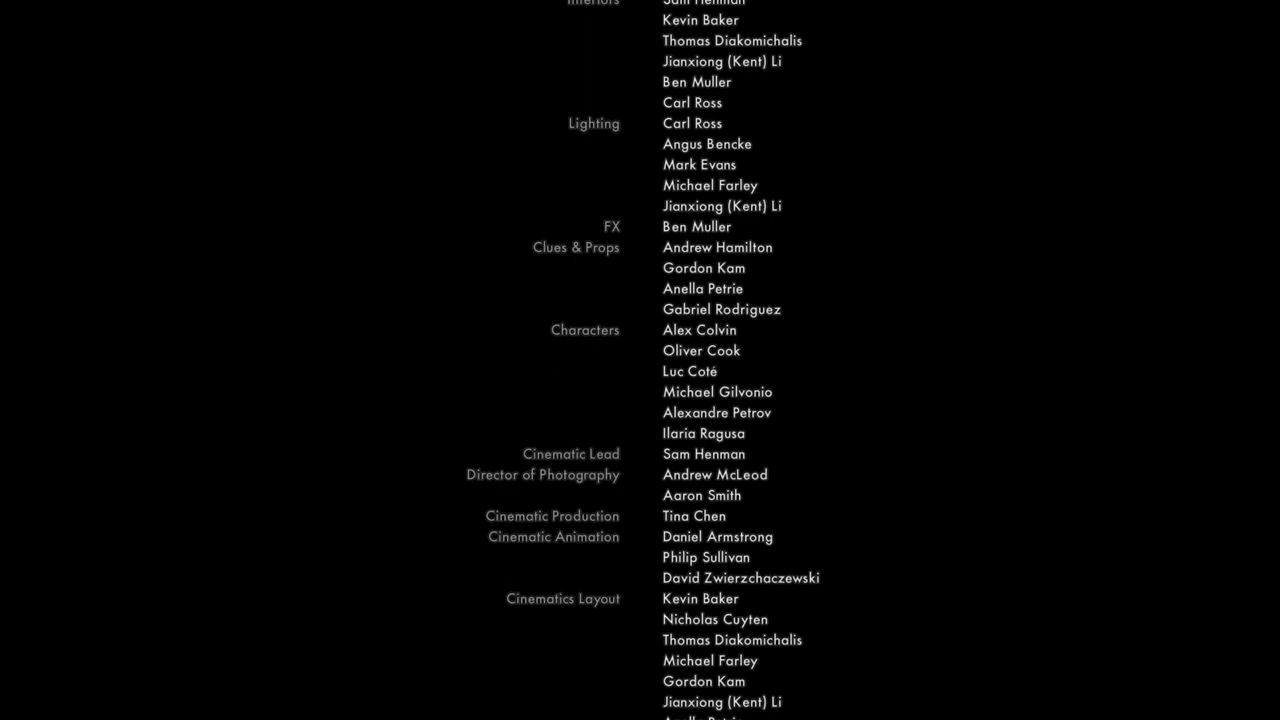 Interiors Sam Henman
Kevin Baker
Thomas Diakomichalis
Jianxiong (Kent) Li
Ben Muller
Carl Ross
Lighting Carl Ross
Angus Bencke
Mark Evans
Michael Farley
Jianxiong (Kent) Li
FX Ben Muller
Clues & Props Andrew Hamilton
Gordon Kam
Anella Petrie
Gabriel Rodriguez
Characters Alex Colvin
Oliver Cook
Luc Coté
Michael Gilvonio
Alexandre Petrov
Ilaria Ragusa
Cinematic Lead Sam Henman
Director of Photography Andrew McLeod
Aaron Smith
Cinematic Production Tina Chen
Cinematic Animation Daniel Armstrong
Philip Sullivan
David Zwierzchaczewski
Cinematics Layout Kevin Baker
Nicholas Cuyten
Thomas Diakomichalis
Michael Farley
Gordon Kam
Jianxiong (Kent) Li